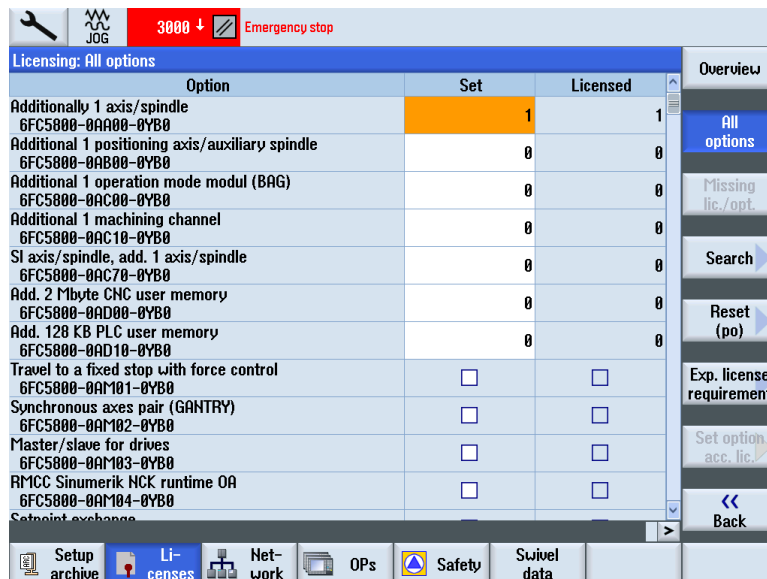 JOG
3000 ↓ Emergency stop
Licensing: All options
Option Set Licensed
Additionally 1 axis/spindle
6FC5800-0AA00-0YB0 1 1
Additional 1 positioning axis/auxiliary spindle
6FC5800-0AB00-0YB0 0 0
Additional 1 operation mode modul (BAG)
6FC5800-0AC00-0YB0 0 0
Additional 1 machining channel
6FC5800-0AC10-0YB0 0 0
SI axis/spindle, add. 1 axis/spindle
6FC5800-0AC70-0YB0 0 0
Add. 2 Mbyte CNC user memory
6FC5800-0AD00-0YB0 0 0
Add. 128 KB PLC user memory
6FC5800-0AD10-0YB0 0 0
Travel to a fixed stop with force control
6FC5800-0AM01-0YB0
Synchronous axes pair (GANTRY)
6FC5800-0AM02-0YB0
Master/slave for drives
6FC5800-0AM03-0YB0
RMCC Sinumerik NCK runtime OA
6FC5800-0AM04-0YB0
Setpoint exchange
Overview
All
options
Missing
lic./opt.
Search
Reset
(po)
Exp. license
requirement
Set option
acc. lic.
<<
Back
>
Setup
archive
Li-
censes
Net-
work
OPs
Safety
Swivel
data